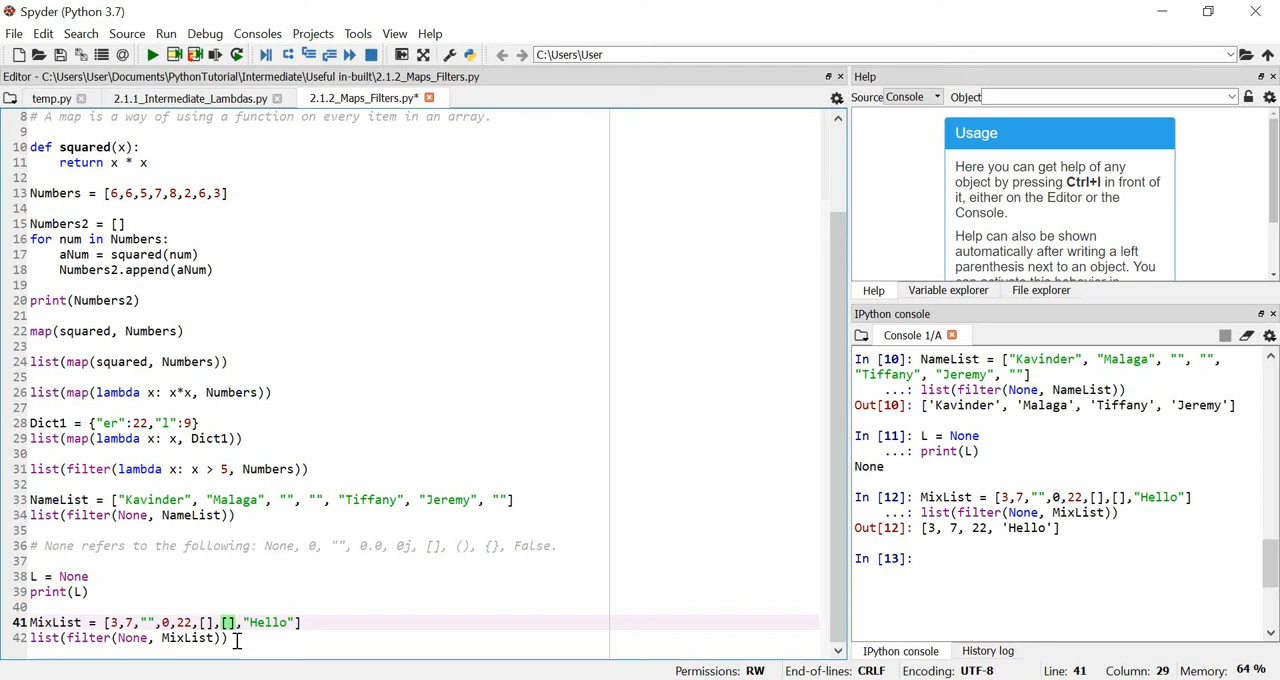 Spyder (Python 3.7)
File Edit Search Source Run Debug Consoles Projects Tools View Help
C:\Users\User
Editor - C:\Users\User\Documents\PythonTutorial\Intermediate\Useful in-built\2.1.2_Maps_Filters.py
temp.py 2.1.1_Intermediate_Lambdas.py 2.1.2_Maps_Filters.py*
8 # A map is a way of using a function on every item in an array.
9
10 def squared(x):
11 return x * x
12
13 Numbers = [6,6,5,7,8,2,6,3]
14
15 Numbers2 = []
16 for num in Numbers:
17 aNum = squared(num)
18 Numbers2.append(aNum)
19
20 print(Numbers2)
21
22 map(squared, Numbers)
23
24 list(map(squared, Numbers))
25
26 list(map(lambda x: x*x, Numbers))
27
28 Dict1 = {"er":22,"l":9}
29 list(map(lambda x: x, Dict1))
30
31 list(filter(lambda x: x > 5, Numbers))
32
33 NameList = ["Kavinder", "Malaga", "", "", "Tiffany", "Jeremy", ""]
34 list(filter(None, NameList))
35
36 # None refers to the following: None, 0, "", 0.0, 0j, [], (), {}, False.
37
38 L = None
39 print(L)
40
41 MixList = [3,7,"",0,22,[],[],"Hello"]
42 list(filter(None, MixList))
Help
Source Console Object
Usage
Here you can get help of any
object by pressing Ctrl+I in front of
it, either on the Editor or the
Console.
Help can also be shown
automatically after writing a left
parenthesis next to an object. You
can activate this behavior in
Help Variable explorer File explorer
IPython console
Console 1/A
In [10]: NameList = ["Kavinder", "Malaga", "", "",
"Tiffany", "Jeremy", ""]
...: list(filter(None, NameList))
Out[10]: ['Kavinder', 'Malaga', 'Tiffany', 'Jeremy']
In [11]: L = None
...: print(L)
None
In [12]: MixList = [3,7,"",0,22,[],[],"Hello"]
...: list(filter(None, MixList))
Out[12]: [3, 7, 22, 'Hello']
In [13]:
IPython console History log
Permissions: RW End-of-lines: CRLF Encoding: UTF-8 Line: 41 Column: 29 Memory: 64 %